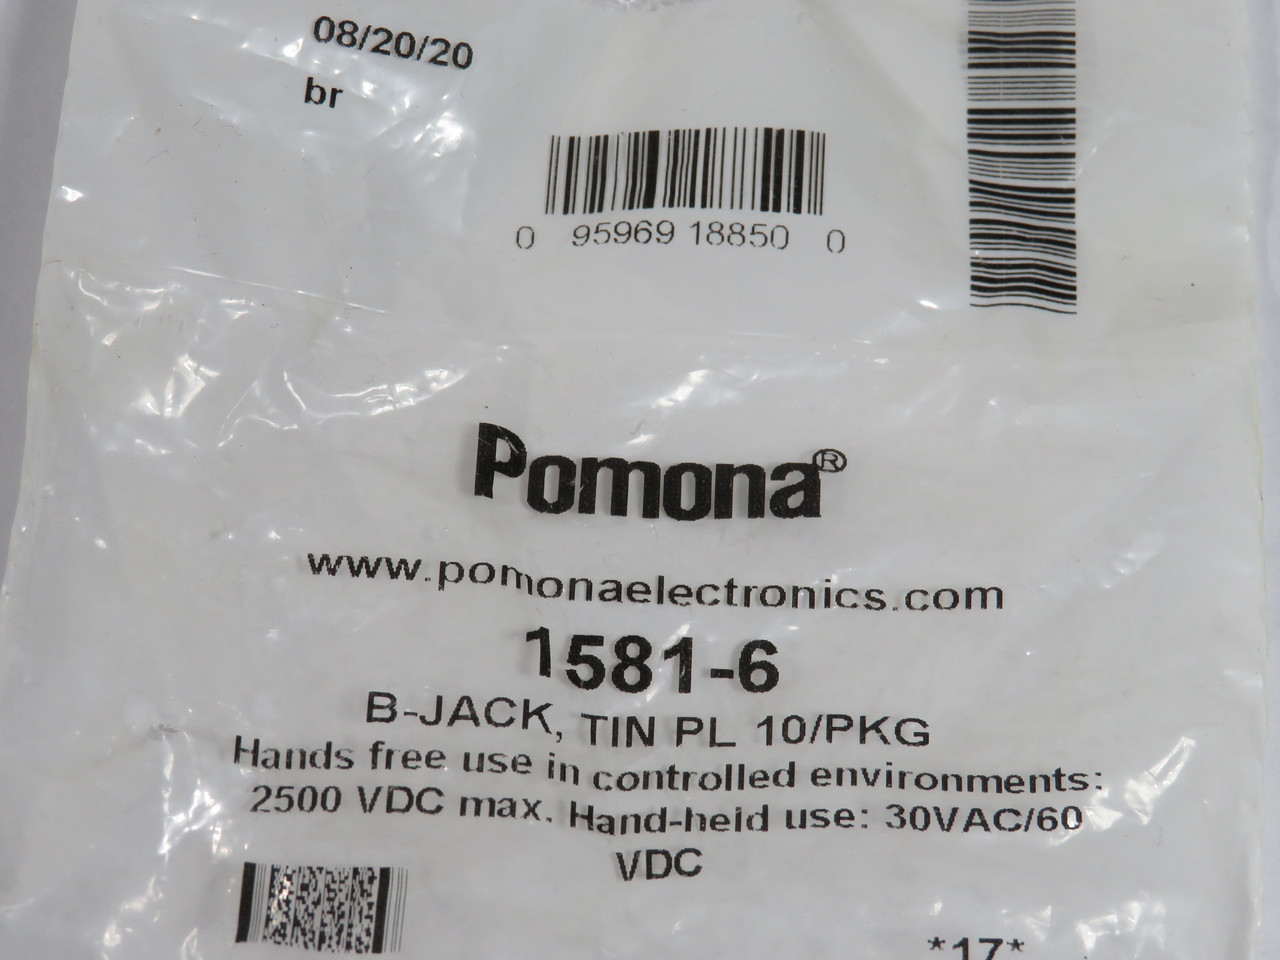 08/20/20
br
0 95969 18850 0
Pomona®
www.pomonaelectronics.com
1581-6
B-JACK, TIN PL 10/PKG
Hands free use in controlled environments:
2500 VDC max. Hand-held use: 30VAC/60
VDC
*17*